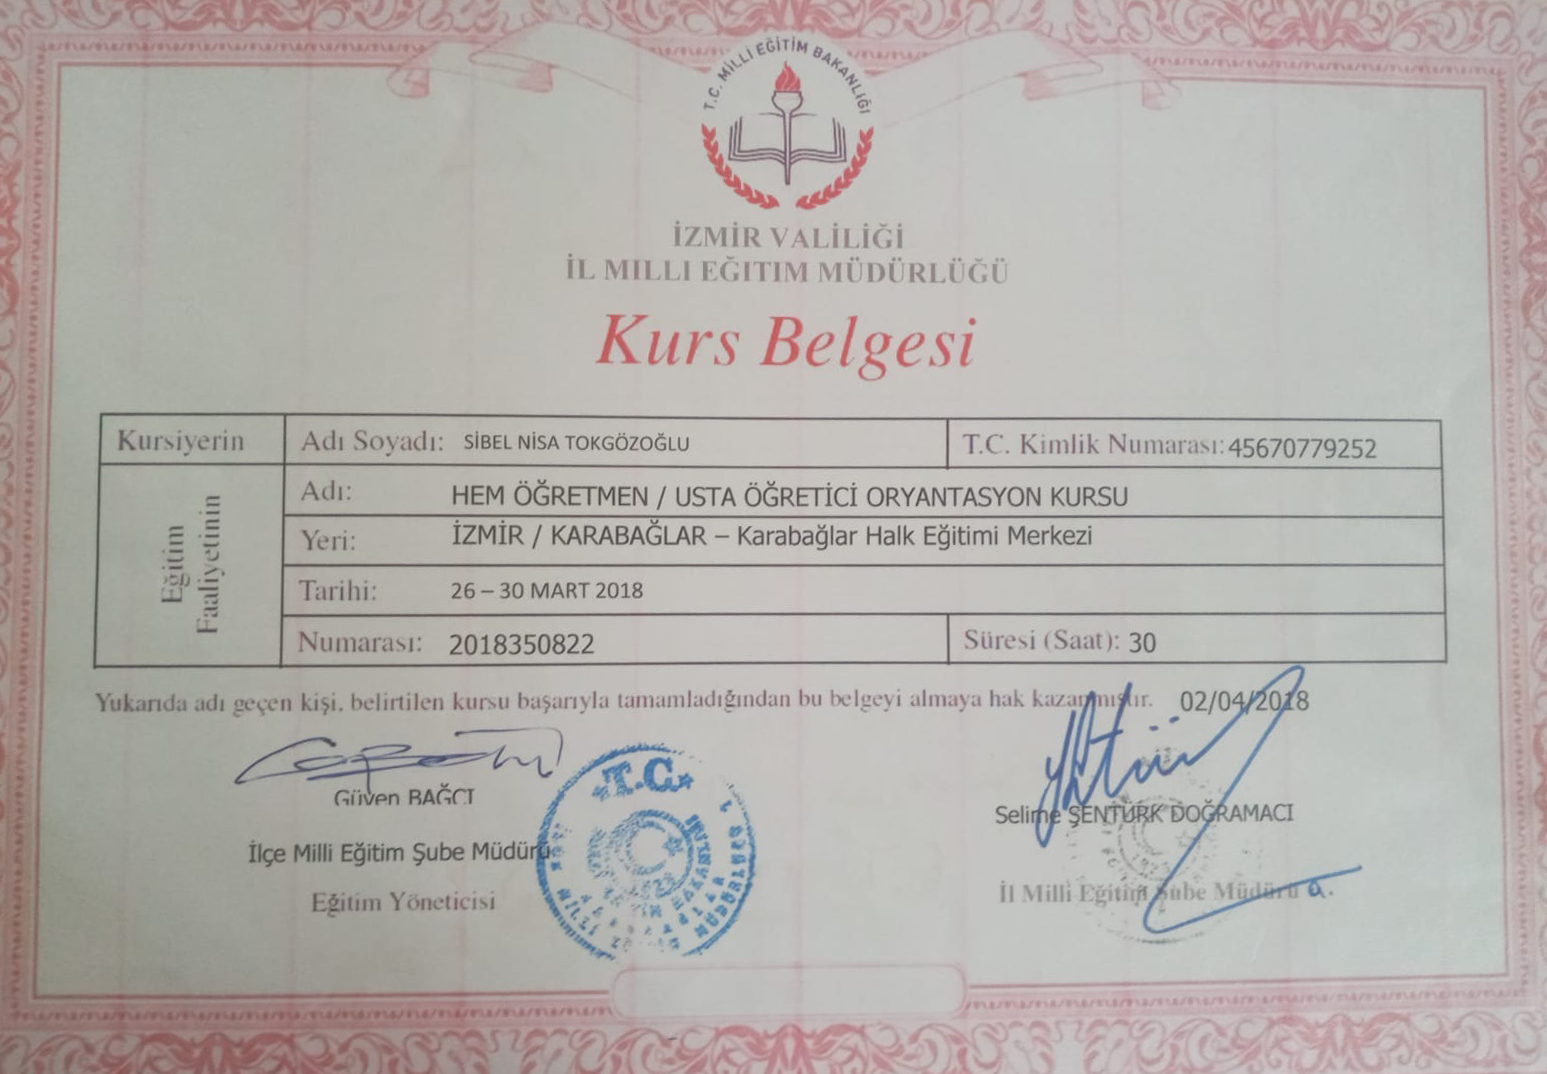 T.C. MİLLİ EĞİTİM BAKANLIĞI
İZMİR VALİLİĞİ
İL MILLI EĞITIM MÜDÜRLÜĞÜ
Kurs Belgesi
Kursiyerin Adı Soyadı: SİBEL NİSA TOKGÖZOĞLU T.C. Kimlik Numarası: 45670779252
Eğitim Faaliyetinin
Adı: HEM ÖĞRETMEN / USTA ÖĞRETİCİ ORYANTASYON KURSU
Yeri: İZMİR / KARABAĞLAR – Karabağlar Halk Eğitimi Merkezi
Tarihi: 26 – 30 MART 2018
Numarası: 2018350822 Süresi (Saat): 30
Yukarıda adı geçen kişi, belirtilen kursu başarıyla tamamladığından bu belgeyi almaya hak kazanmıştır. 02/04/2018
Güven BAĞCI
Selime ŞENTÜRK DOĞRAMACI
İlçe Milli Eğitim Şube Müdürü
İl Milli Eğitim Şube Müdürü a.
Eğitim Yöneticisi
T.C.